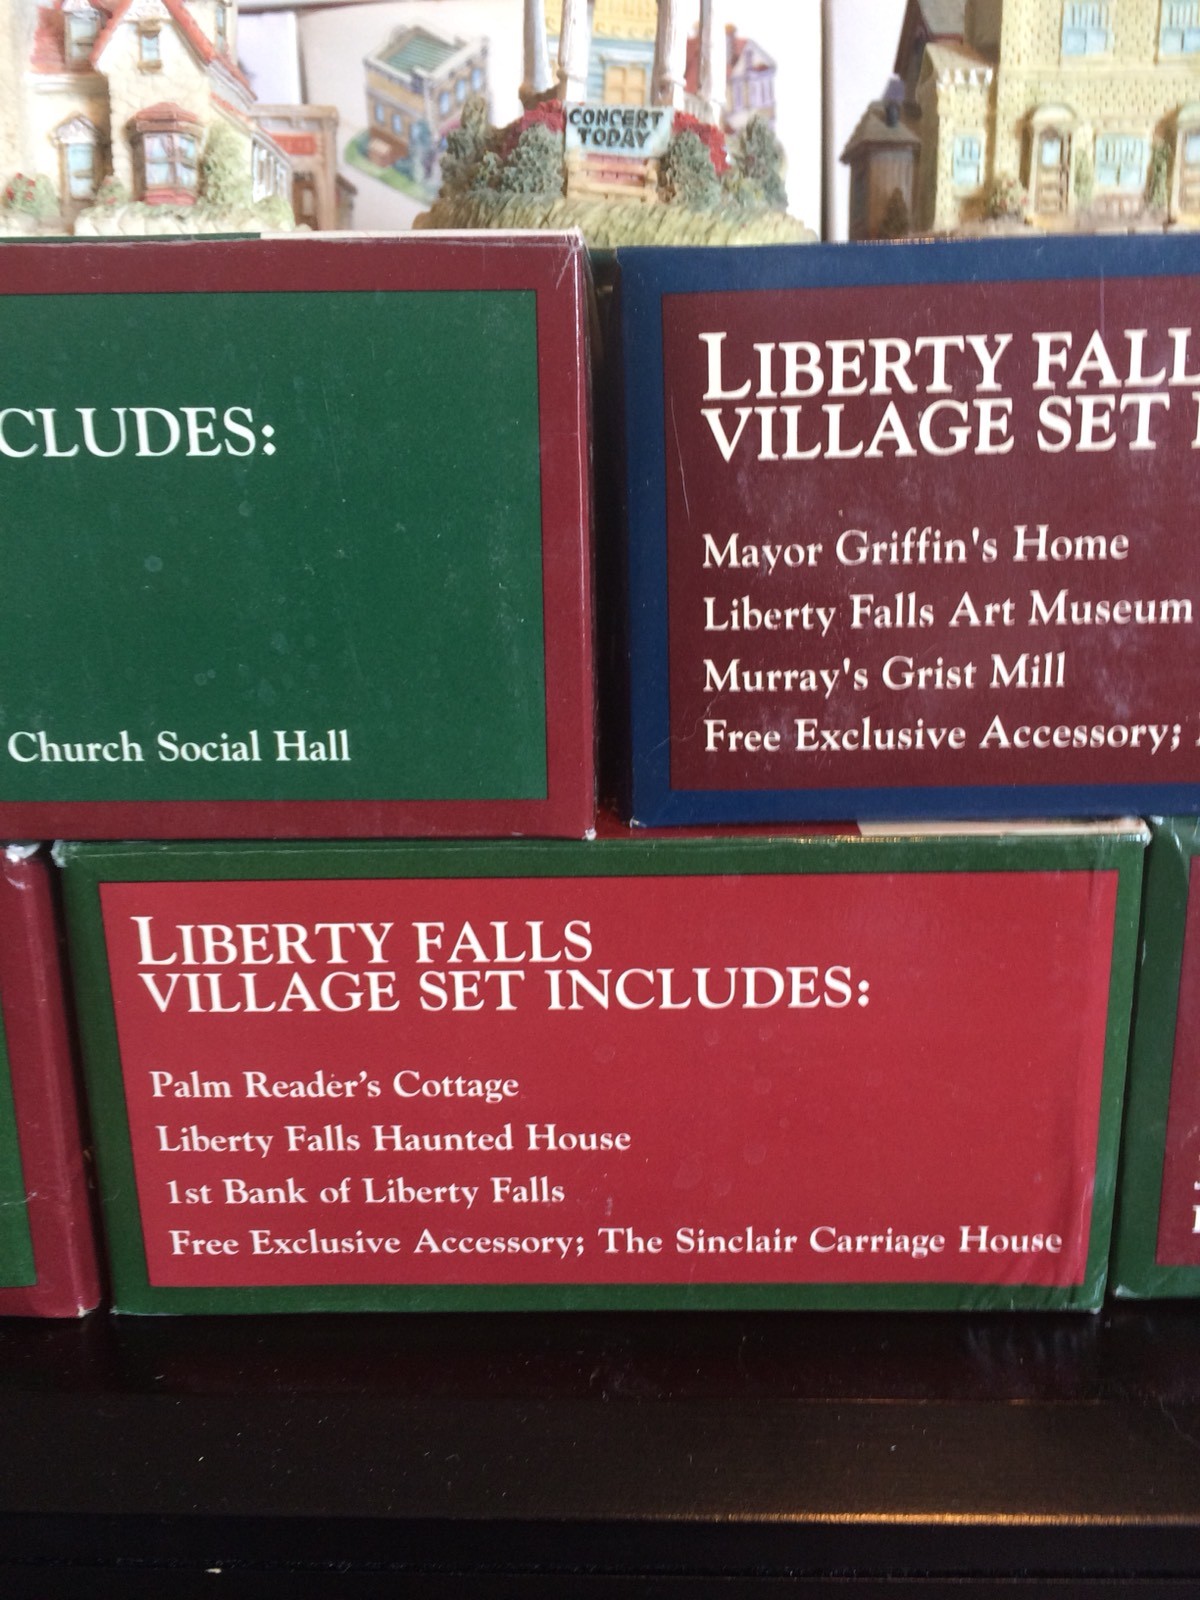 CONCERT
TODAY
Church Social Hall
LIBERTY
VILLAGE SET
Mayor Griffin's Home
Liberty Falls Art Museum
Murray's Grist Mill
Free Exclusive Accessory;
LIBERTY FALLS
VILLAGE SET INCLUDES:
Palm Reader's Cottage
Liberty Falls Haunted House
1st Bank of Liberty Falls
Free Exclusive Accessory; The Sinclair Carriage House